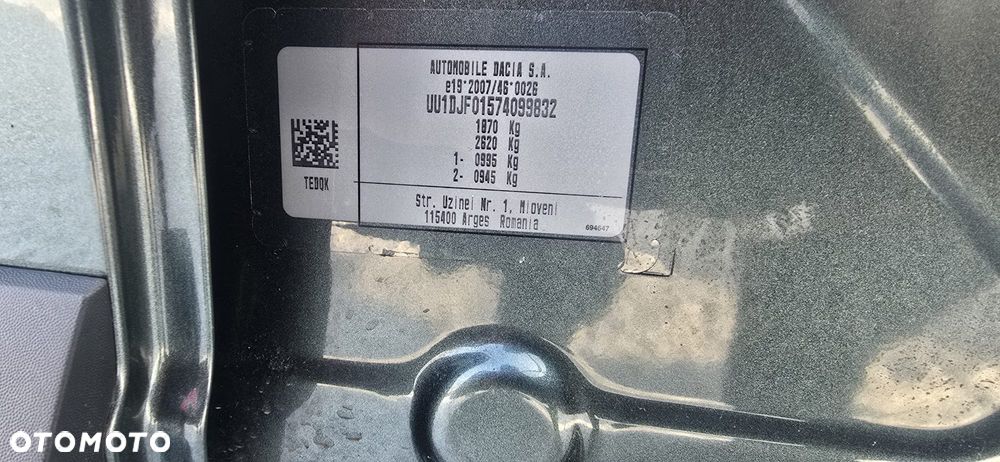 AUTOMOBILE DACIA S.A.
e19*2007/46*0026
UU1DJF01574099832
1870 Kg
2620 Kg
1- 0995 Kg
2- 0945 Kg
TEDQK
Str. Uzinei Nr. 1, Mioveni
115400 Arges Romania
694647
OTOMOTO